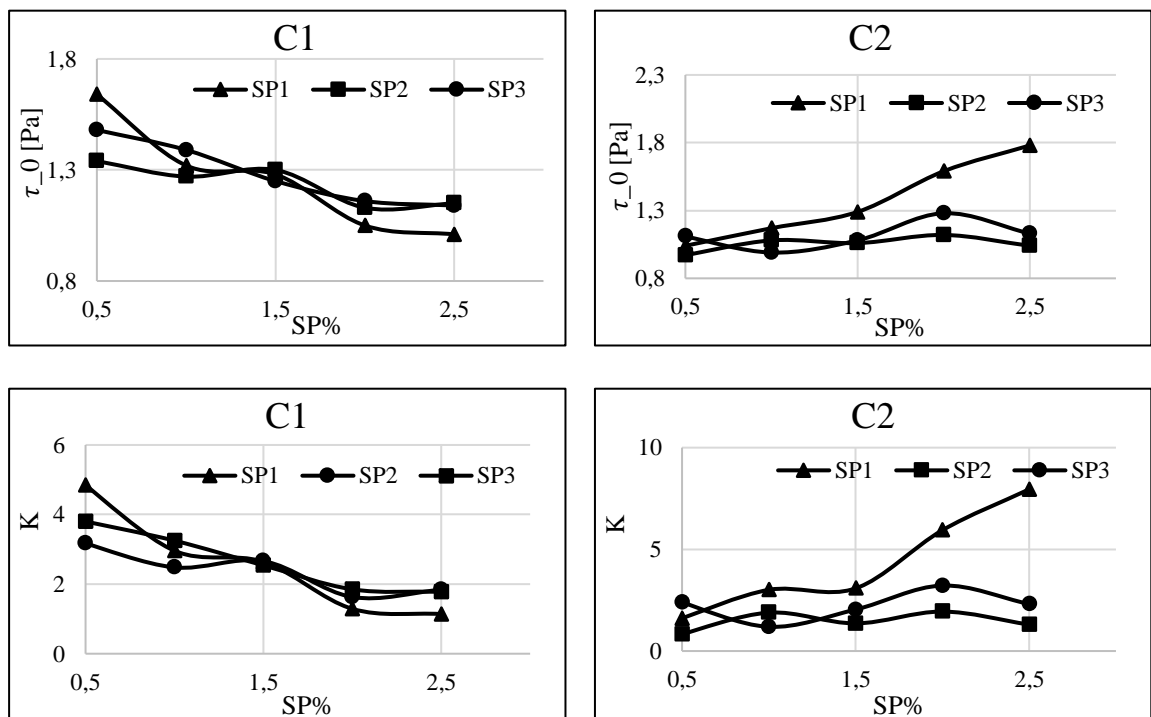 C1
1,8
SP1 SP2 SP3
1,3
0,8
τ_0 [Pa]
0,5 1,5 2,5
SP%
C2
2,3
SP1 SP2 SP3
1,8
1,3
0,8
τ_0 [Pa]
0,5 1,5 2,5
SP%
C1
6
SP1 SP2 SP3
4
2
0
K
0,5 1,5 2,5
SP%
C2
10
SP1 SP2 SP3
5
0
K
0,5 1,5 2,5
SP%